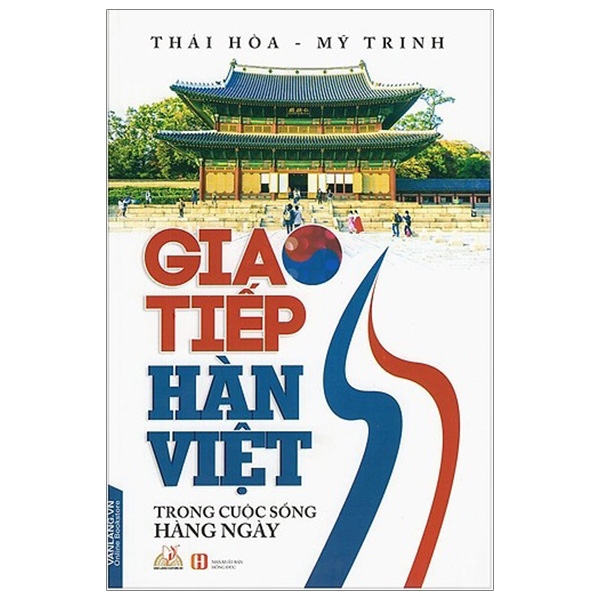 THÁI HÒA - MỸ TRINH
GIAO
TIẾP
HÀN
VIỆT
TRONG CUỘC SỐNG
HÀNG NGÀY
VANLANG.VN
Online Bookstore
NHÀ XUẤT BẢN
HỒNG ĐỨC